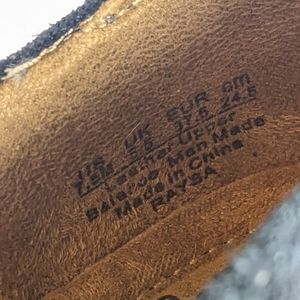 US UK EUR cm
7.5M 5.5 37.5 24.5
Leather Upper
Balance Man Made
Made in China
RAYSA